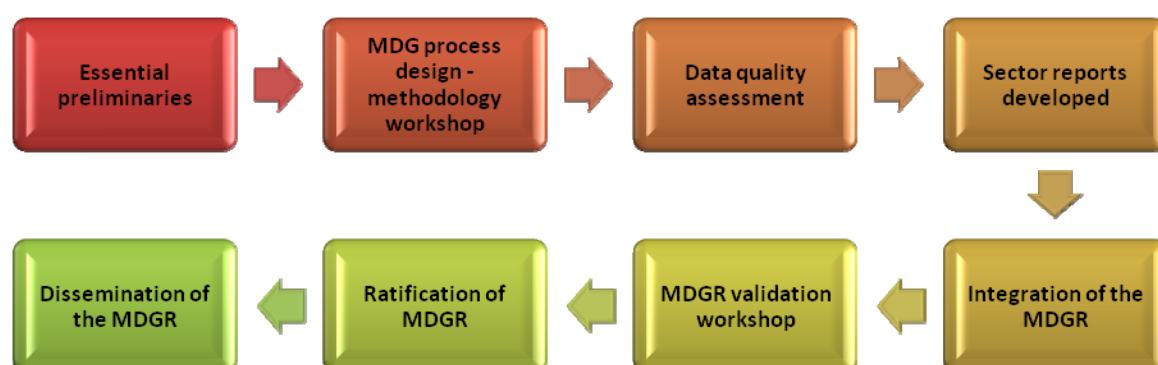 Essential
preliminaries
MDG process
design -
methodology
workshop
Data quality
assessment
Sector reports
developed
Integration of the
MDGR
MDGR validation
workshop
Ratification of
MDGR
Dissemination of
the MDGR